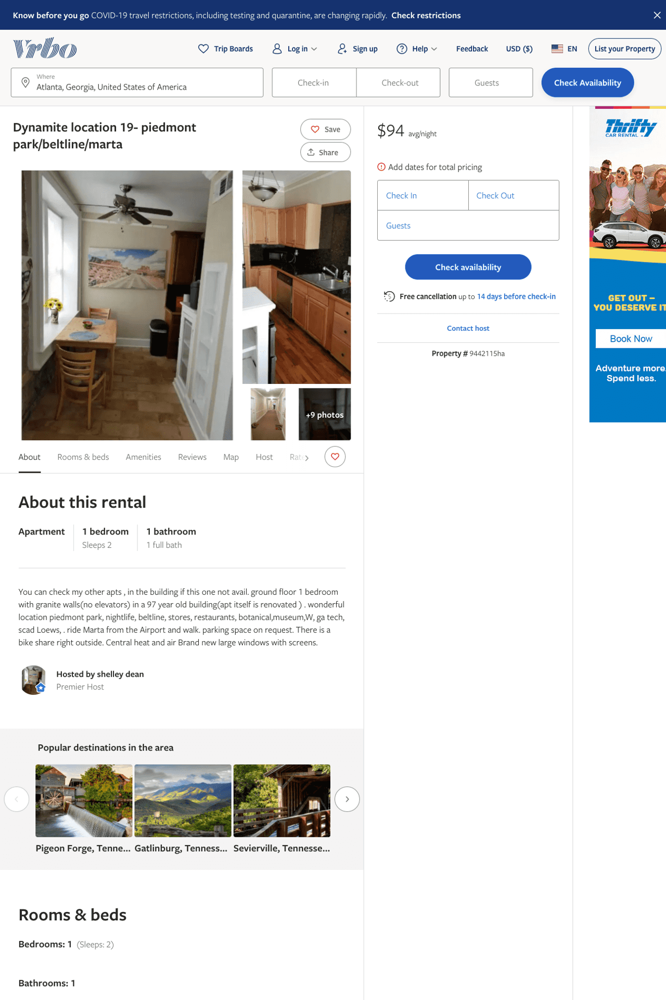 Know before you go COVID-19 travel restrictions, including testing and quarantine, are changing rapidly. Check restrictions
Vrbo
Trip Boards
Log in
Sign up
Help
Feedback
USD ($)
EN
List your Property
Where
Atlanta, Georgia, United States of America
Check-in
Check-out
Guests
Check Availability
Dynamite location 19- piedmont
park/beltline/marta
Save
Share
+9 photos
About
Rooms & beds
Amenities
Reviews
Map
Host
About this rental
Apartment
1 bedroom
Sleeps 2
1 bathroom
1 full bath
You can check my other apts , in the building if this one not avail. ground floor 1 bedroom
with granite walls(no elevators) in a 97 year old building(apt itself is renovated ) . wonderful
location piedmont park, nightlife, beltline, stores, restaurants, botanical,museum,W, ga tech,
scad Loews, . ride Marta from the Airport and walk. parking space on request. There is a
bike share right outside. Central heat and air Brand new large windows with screens.
Hosted by shelley dean
Premier Host
Popular destinations in the area
Pigeon Forge, Tenne...
Gatlinburg, Tenness...
Sevierville, Tennesse...
Rooms & beds
Bedrooms: 1 (Sleeps: 2)
Bathrooms: 1
$94 avg/night
Add dates for total pricing
Check In
Check Out
Guests
Check availability
Free cancellation up to 14 days before check-in
Contact host
Property # 9442115ha
Thrifty
CAR RENTAL
GET OUT –
YOU DESERVE IT
Book Now
Adventure more.
Spend less.